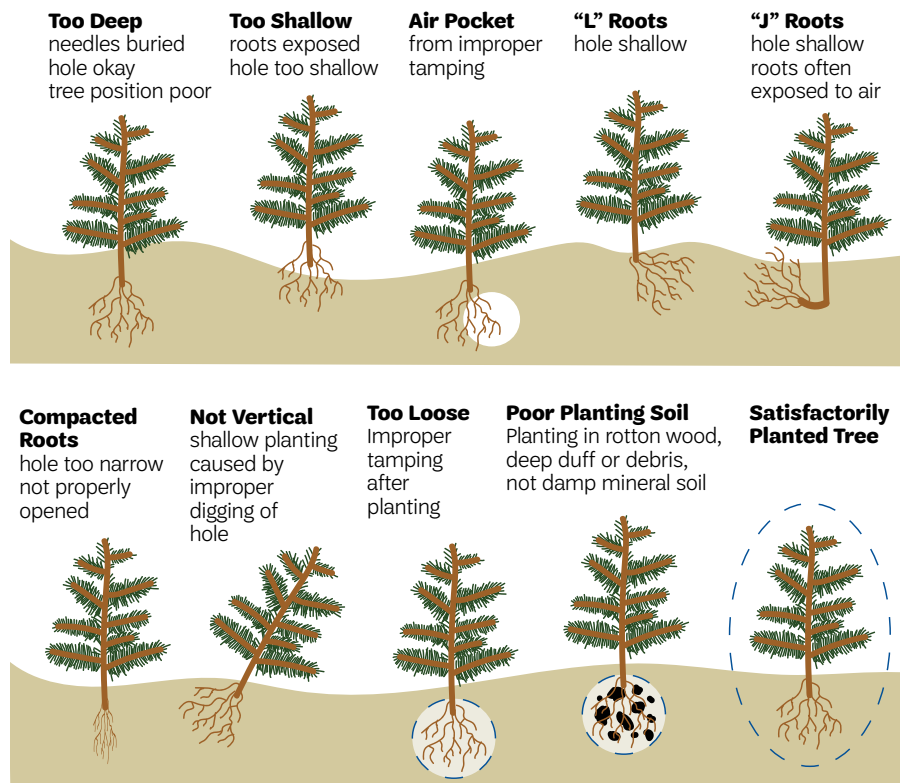 Too Deep
needles buried
hole okay
tree position poor
Too Shallow
roots exposed
hole too shallow
Air Pocket
from improper
tamping
“L” Roots
hole shallow
“J” Roots
hole shallow
roots often
exposed to air
Compacted
Roots
hole too narrow
not properly
opened
Not Vertical
shallow planting
caused by
improper
digging of
hole
Too Loose
Improper
tamping
after
planting
Poor Planting Soil
Planting in rotton wood,
deep duff or debris,
not damp mineral soil
Satisfactorily
Planted Tree